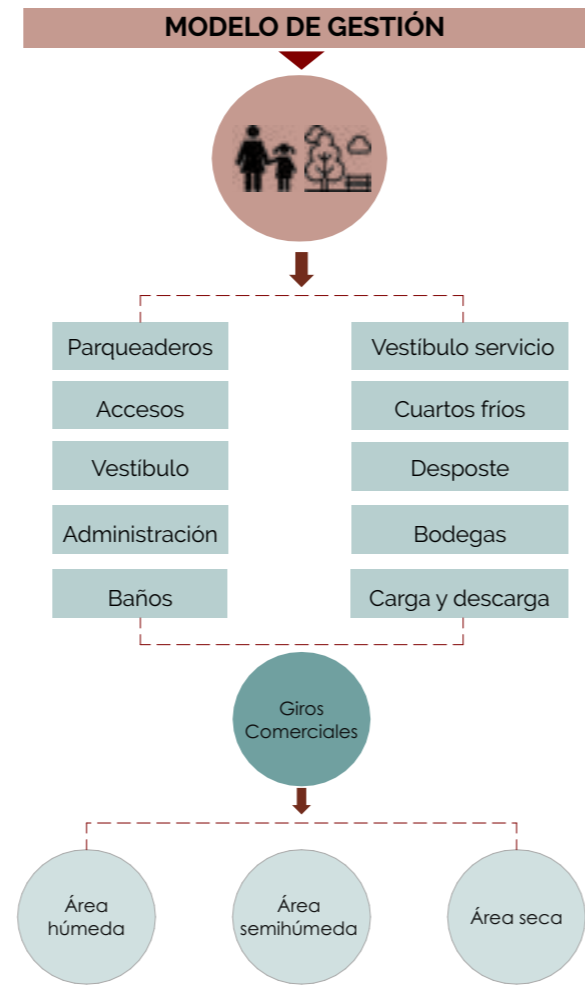 MODELO DE GESTIÓN
Parqueaderos
Accesos
Vestíbulo
Administración
Baños
Vestíbulo servicio
Cuartos fríos
Desposte
Bodegas
Carga y descarga
Giros
Comerciales
Área
húmeda
Área
semihúmeda
Área seca